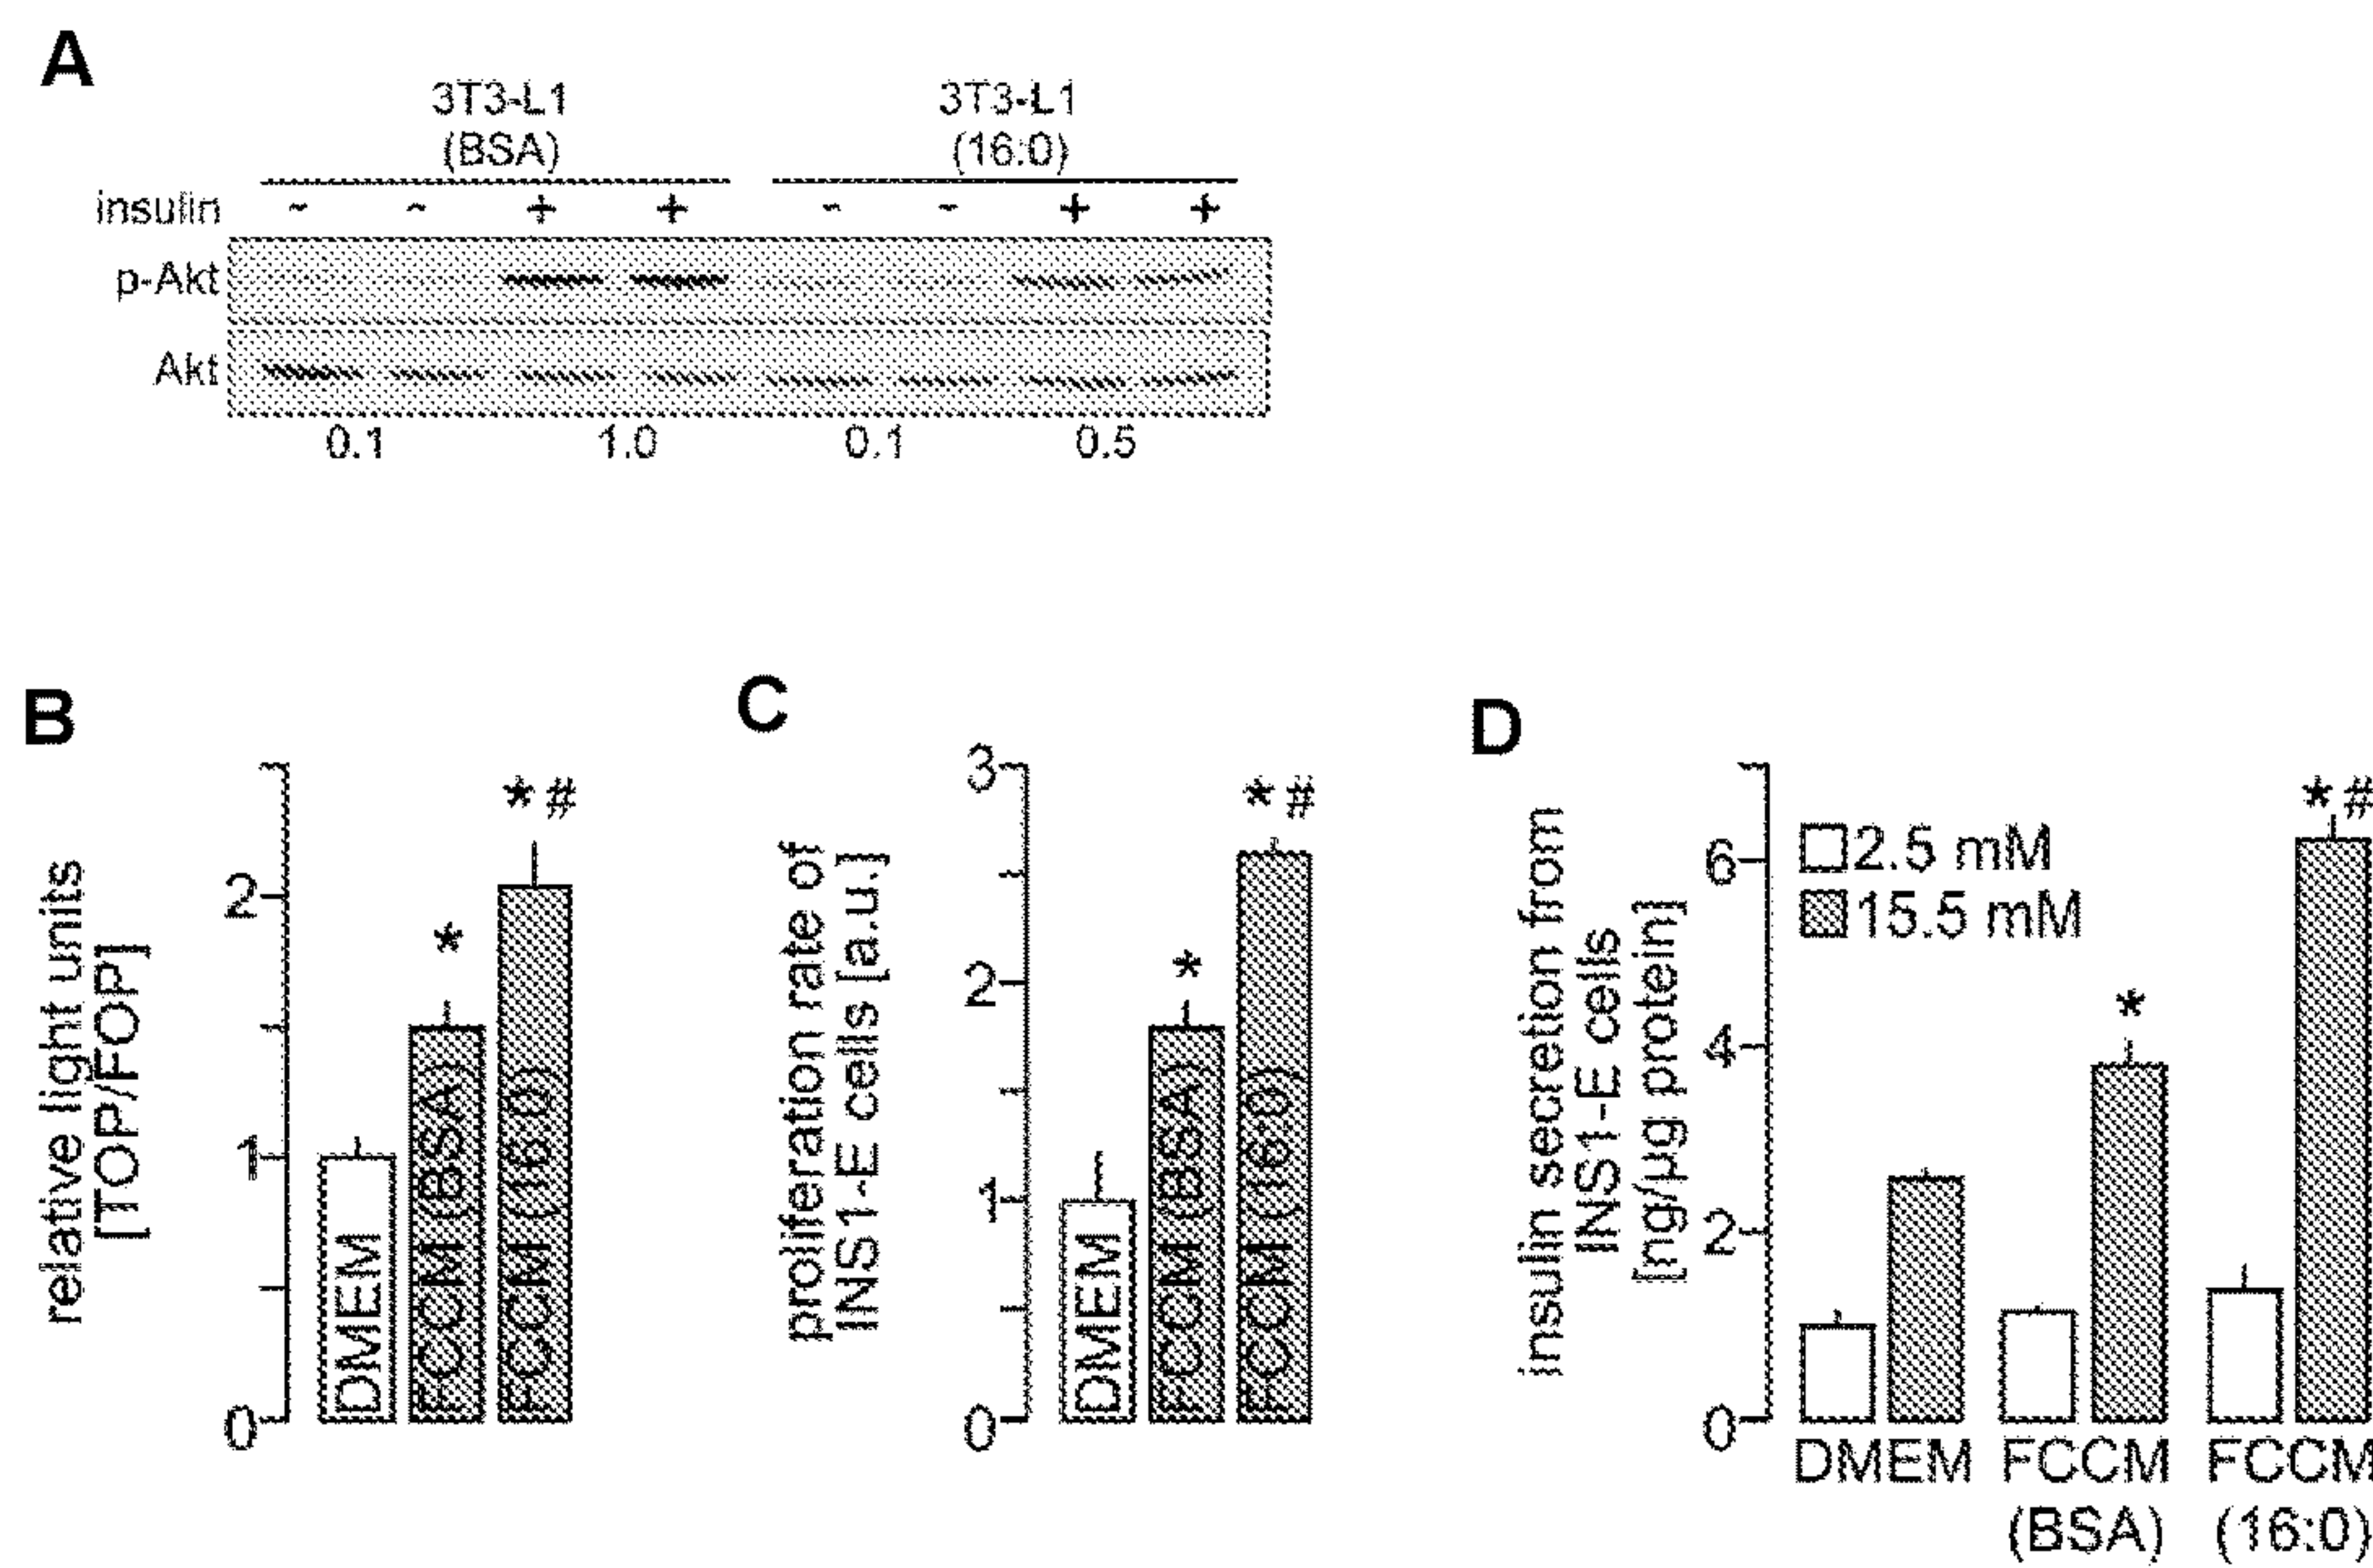 A
3T3-L1
(BSA)
3T3-L1
(16:0)
insulin - - + + - - + +
p-Akt
Akt
0.1 1.0 0.1 0.5
B
relative light units
[TOP/FOP]
2
1
0
* 
* #
DMEM
FCCM (BSA)
FCCM (16:0)
C
proliferation rate of
INS1-E cells [a.u.]
3
2
1
0
*
* #
DMEM
FCCM (BSA)
FCCM (16:0)
D
insulin secretion from
INS1-E cells
[ng/µg protein]
6
4
2
0
2.5 mM
15.5 mM
*
* #
DMEM FCCM FCCM
(BSA) (16:0)